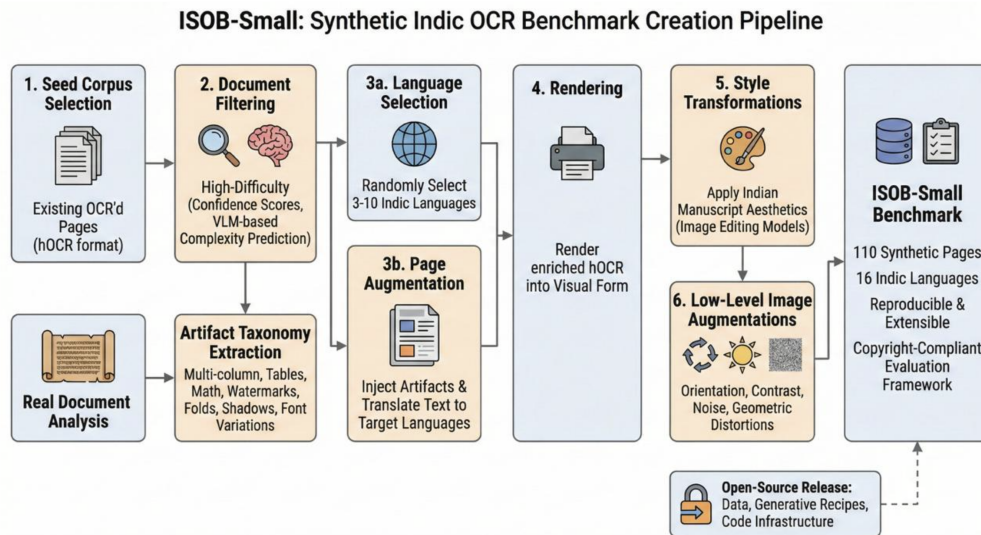 ISOB-Small: Synthetic Indic OCR Benchmark Creation Pipeline
1. Seed Corpus
Selection
Existing OCR'd
Pages
(hOCR format)
2. Document
Filtering
High-Difficulty
(Confidence Scores,
VLM-based
Complexity Prediction)
3a. Language
Selection
Randomly Select
3-10 Indic Languages
3b. Page
Augmentation
Inject Artifacts &
Translate Text to
Target Languages
Real Document
Analysis
Artifact Taxonomy
Extraction
Multi-column, Tables,
Math, Watermarks,
Folds, Shadows, Font
Variations
4. Rendering
Render
enriched hOCR
into Visual Form
5. Style
Transformations
Apply Indian
Manuscript Aesthetics
(Image Editing Models)
6. Low-Level Image
Augmentations
Orientation, Contrast,
Noise, Geometric
Distortions
ISOB-Small
Benchmark
110 Synthetic Pages
16 Indic Languages
Reproducible &
Extensible
Copyright-Compliant
Evaluation
Framework
Open-Source Release:
Data, Generative Recipes,
Code Infrastructure